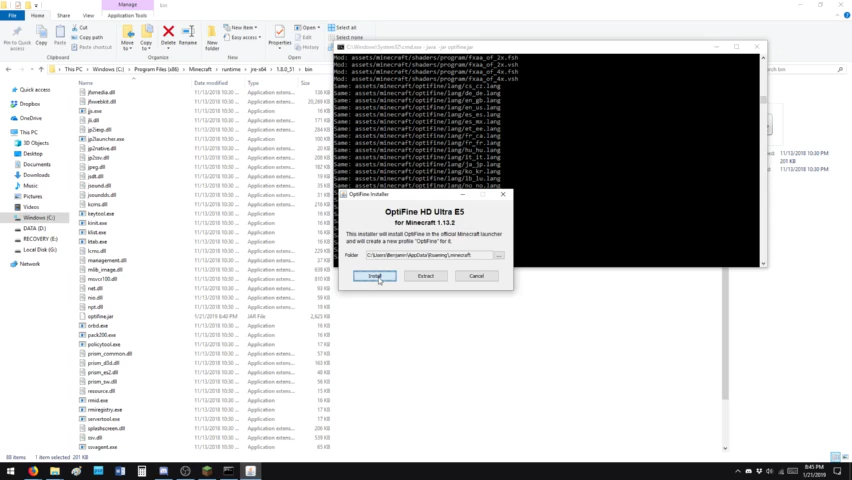 Manage
bin
File
Home
Share
View
Application Tools
Pin to Quick access
Copy
Paste
Cut
Copy path
Paste shortcut
Clipboard
Move to
Copy to
Delete
Rename
Organize
New folder
New item
Easy access
New
Properties
Open
Edit
History
Open
Select all
Select none
Invert selection
Select
This PC
Windows (C:)
Program Files (x86)
Minecraft
runtime
jre-x64
1.8.0_51
bin
Name
Date modified
Type
Size
Quick access
Dropbox
OneDrive
This PC
3D Objects
Desktop
Documents
Downloads
Music
Pictures
Videos
Windows (C:)
DATA (D:)
RECOVERY (E:)
Local Disk (G:)
Network
jfxmedia.dll
jfxwebkit.dll
jjs.exe
jli.dll
jp2iexp.dll
jp2launcher.exe
jp2ssv.dll
jpeg.dll
jsdt.dll
jsound.dll
jsoundds.dll
kcms.dll
keytool.exe
kinit.exe
klist.exe
ktab.exe
lcms.dll
management.dll
mlib_image.dll
msvcr100.dll
net.dll
nio.dll
npt.dll
optifine.jar 1/21/2019 8:40 PM JAR File 2,625 KB
orbd.exe
pack200.exe
policytool.exe
prism_common.dll
prism_d3d.dll
prism_es2.dll
prism_sw.dll
resource.dll
rmid.exe
rmiregistry.exe
servertool.exe
splashscreen.dll
ssv.dll
ssvagent.exe
C:\Windows\System32\cmd.exe - java -jar optifine.jar
Mod: assets/minecraft/shaders/program/fxaa_of_2x.fsh
Mod: assets/minecraft/shaders/program/fxaa_of_2x.vsh
Mod: assets/minecraft/shaders/program/fxaa_of_4x.fsh
Mod: assets/minecraft/shaders/program/fxaa_of_4x.vsh
Same: assets/minecraft/optifine/lang/cs_cz.lang
Same: assets/minecraft/optifine/lang/de_de.lang
Same: assets/minecraft/optifine/lang/en_gb.lang
Same: assets/minecraft/optifine/lang/en_us.lang
Same: assets/minecraft/optifine/lang/es_es.lang
Same: assets/minecraft/optifine/lang/es_mx.lang
Same: assets/minecraft/optifine/lang/et_ee.lang
Same: assets/minecraft/optifine/lang/fr_ca.lang
Same: assets/minecraft/optifine/lang/fr_fr.lang
Same: assets/minecraft/optifine/lang/hu_hu.lang
Same: assets/minecraft/optifine/lang/it_it.lang
Same: assets/minecraft/optifine/lang/ja_jp.lang
Same: assets/minecraft/optifine/lang/ko_kr.lang
Same: assets/minecraft/optifine/lang/lb_lu.lang
Same: assets/minecraft/optifine/lang/no_no.lang
OptiFine Installer
OptiFine HD Ultra E5
for Minecraft 1.13.2
This installer will install OptiFine in the official Minecraft launcher
and will create a new profile "OptiFine" for it.
Folder C:\Users\Benjamin\AppData\Roaming\.minecraft ...
Install
Extract
Cancel
11/13/2018 10:30 PM
201 KB
11/13/2018 10:30 PM
88 items
1 item selected 201 KB
8:45 PM
1/21/2019